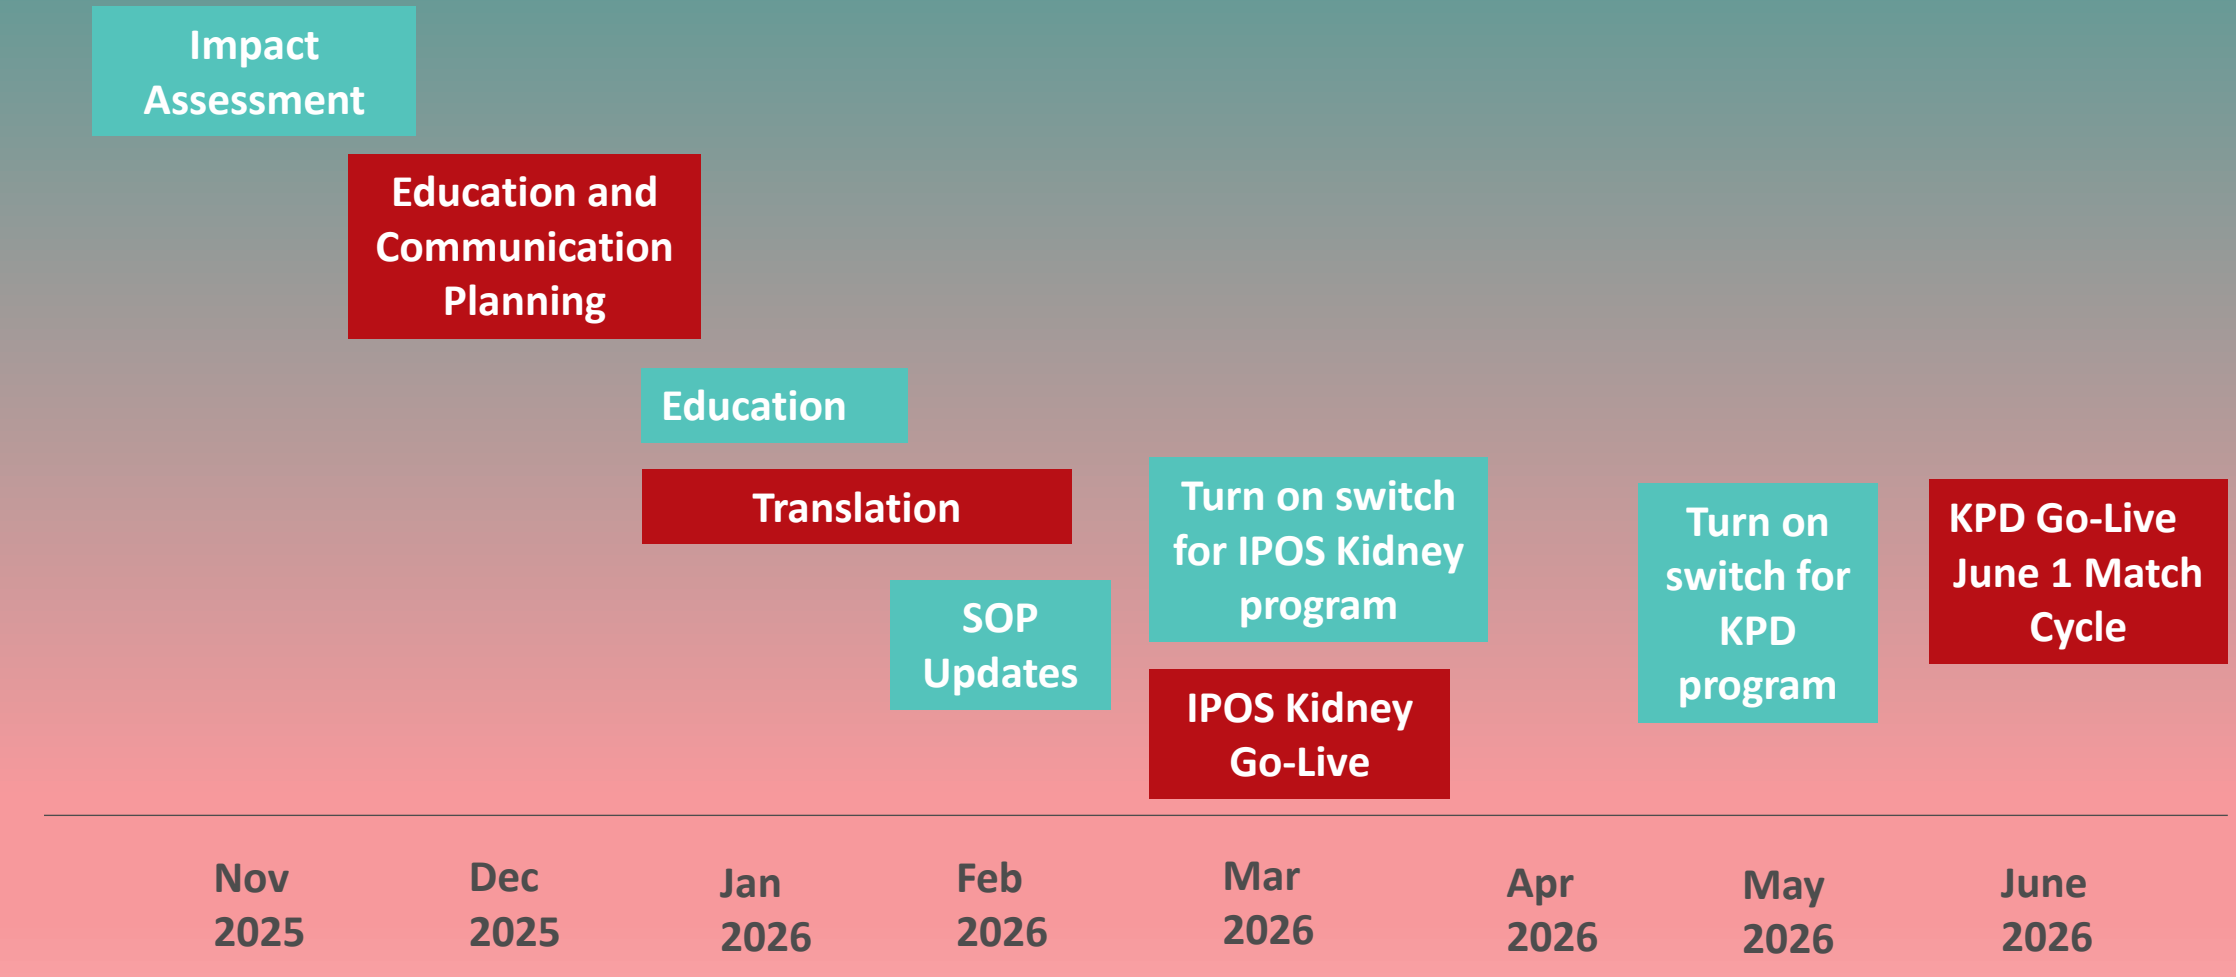 Impact
Assessment
Education and
Communication
Planning
Education
Translation
SOP
Updates
Turn on switch
for IPOS Kidney
program
IPOS Kidney
Go-Live
Turn on
switch for
KPD
program
KPD Go-Live
June 1 Match
Cycle
Nov
2025
Dec
2025
Jan
2026
Feb
2026
Mar
2026
Apr
2026
May
2026
June
2026